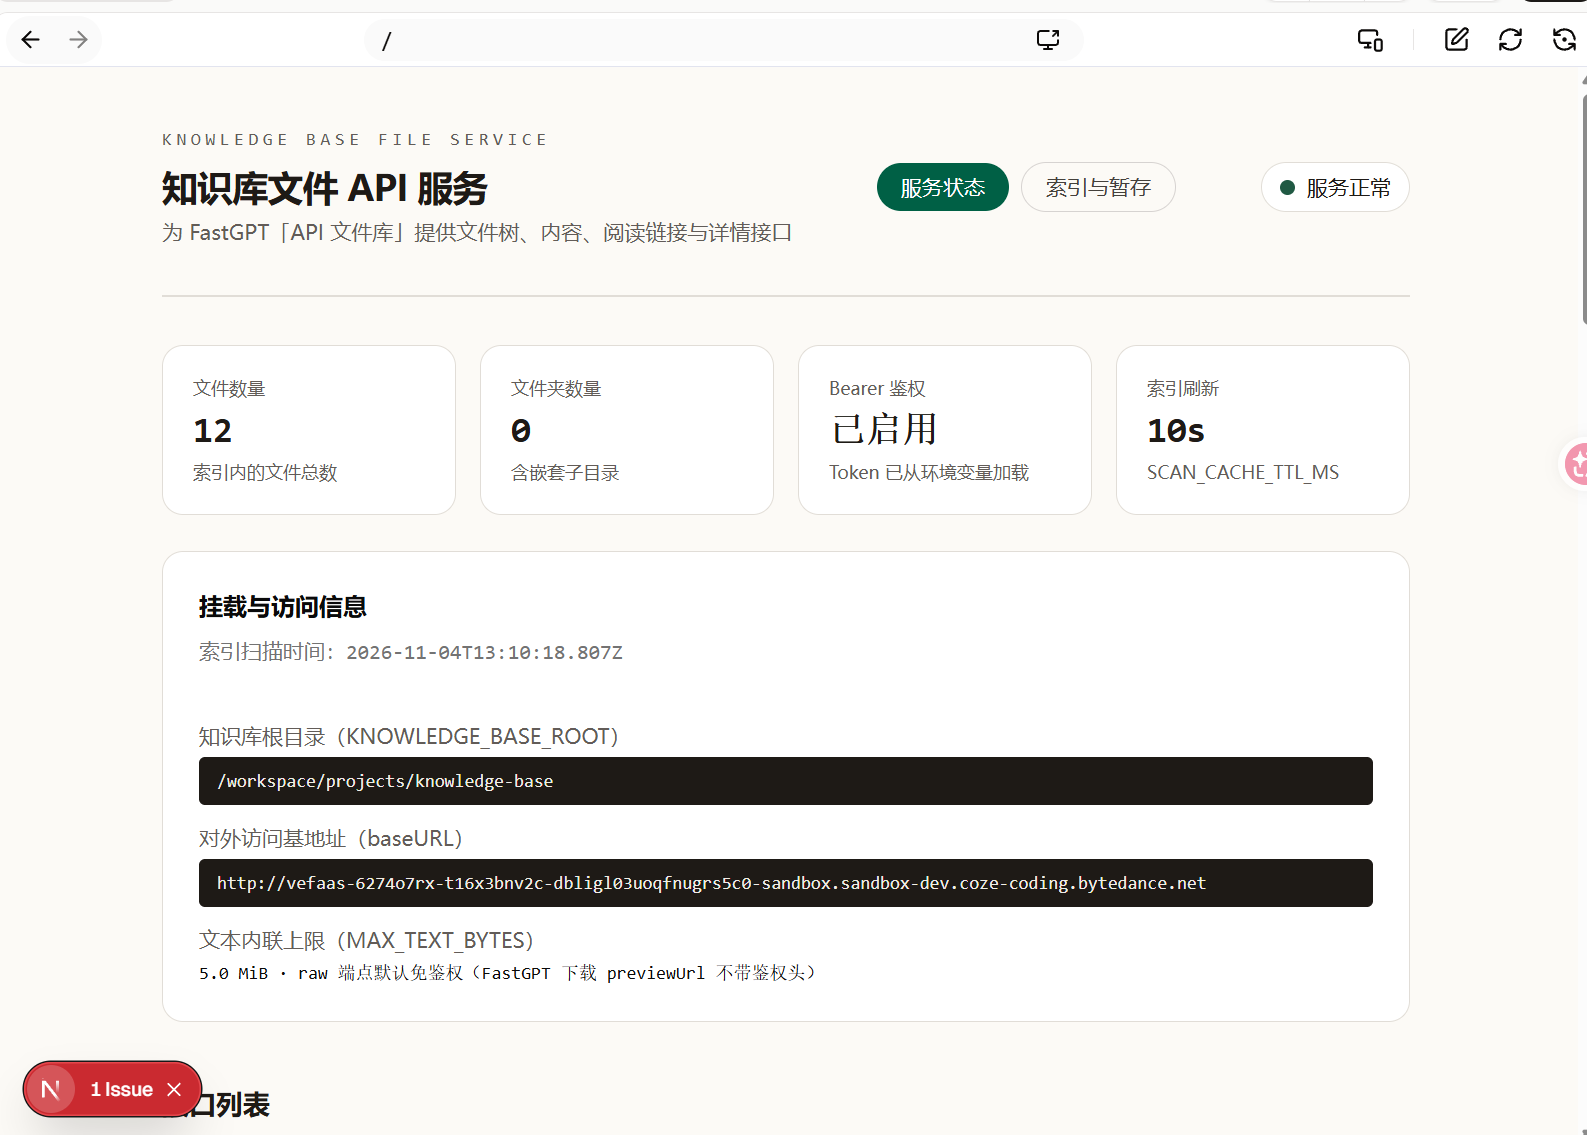 /
KNOWLEDGE BASE FILE SERVICE
知识库文件 API 服务
为 FastGPT「API 文件库」提供文件树、内容、阅读链接与详情接口
服务状态
索引与暂存
服务正常
文件数量
12
索引内的文件总数
文件夹数量
0
含嵌套子目录
Bearer 鉴权
已启用
Token 已从环境变量加载
索引刷新
10s
SCAN_CACHE_TTL_MS
挂载与访问信息
索引扫描时间：2026-11-04T13:10:18.807Z
知识库根目录（KNOWLEDGE_BASE_ROOT）
/workspace/projects/knowledge-base
对外访问基地址（baseURL）
http://vefaas-6274o7rx-t16x3bnv2c-dbligl03uoqfnugrs5c0-sandbox.sandbox-dev.coze-coding.bytedance.net
文本内联上限（MAX_TEXT_BYTES）
5.0 MiB · raw 端点默认免鉴权（FastGPT 下载 previewUrl 不带鉴权头）
口列表
N 1 Issue